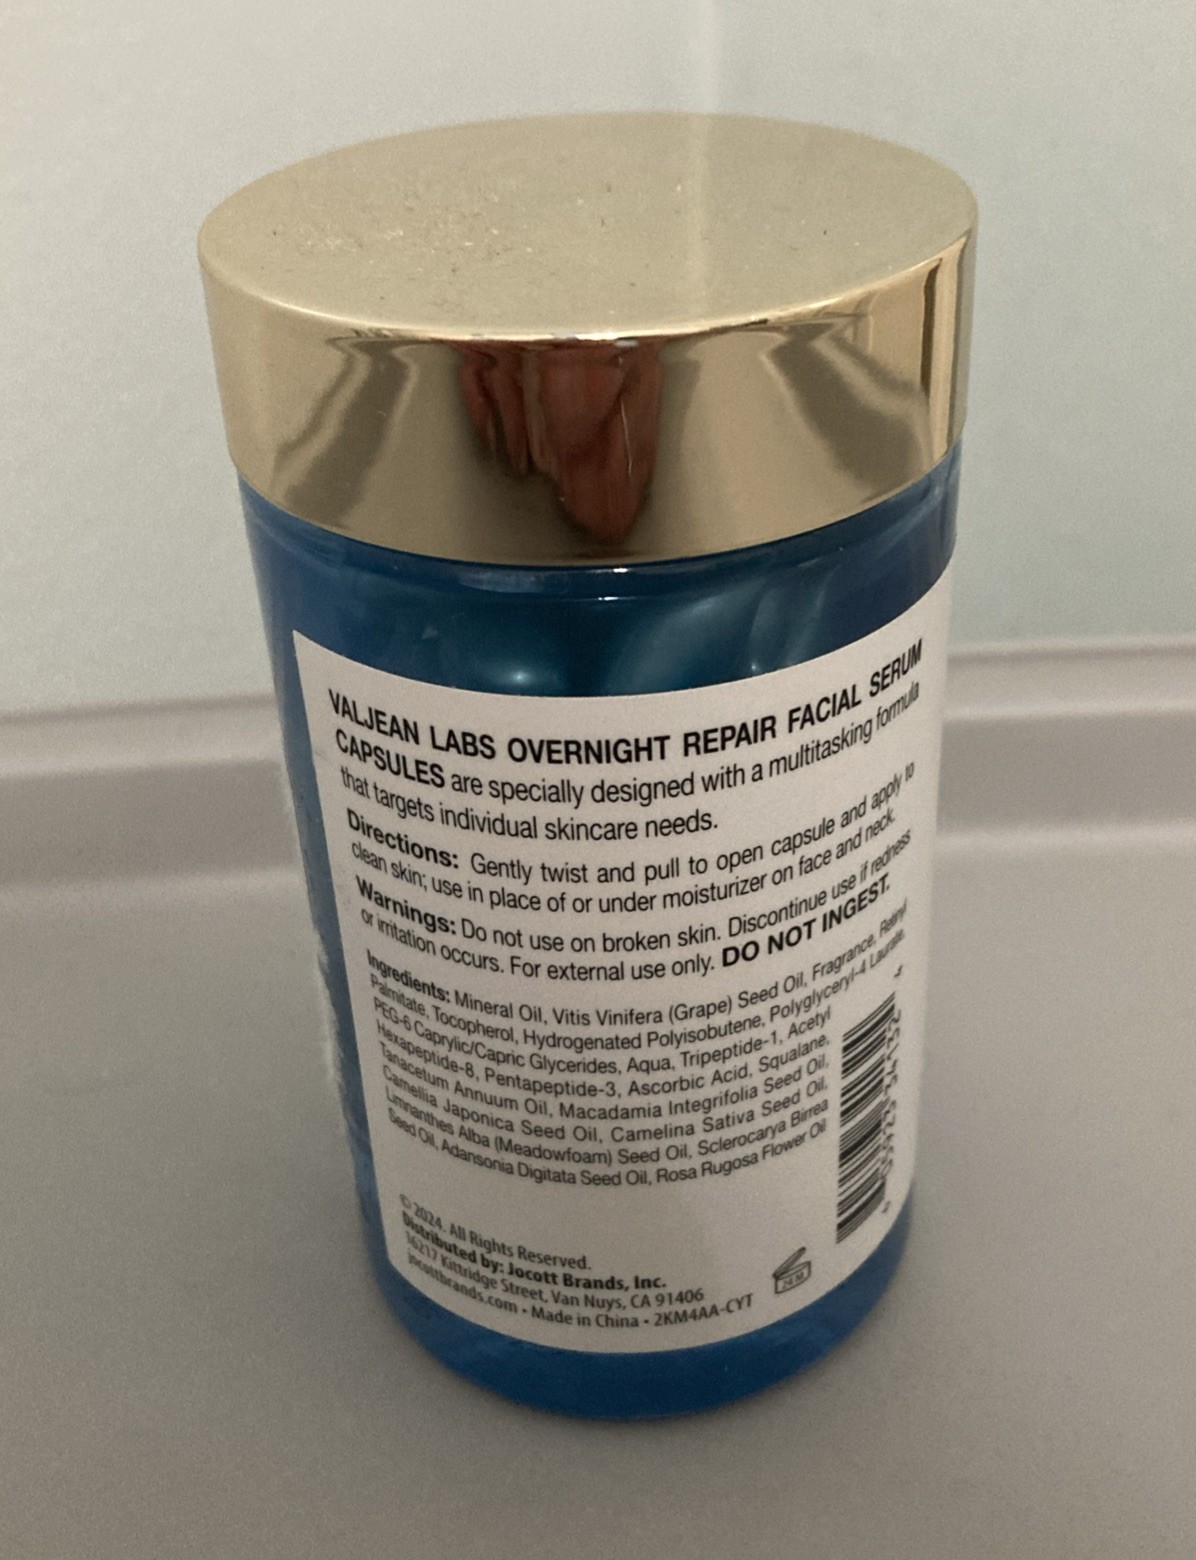 VALJEAN LABS OVERNIGHT REPAIR FACIAL SERUM
CAPSULES are specially designed with a multitasking formula
that targets individual skincare needs.
Directions: Gently twist and pull to open capsule and apply to
clean skin; use in place of or under moisturizer on face and neck.
Warnings: Do not use on broken skin. Discontinue use if redness
or irritation occurs. For external use only. DO NOT INGEST.
Ingredients: Mineral Oil, Vitis Vinifera (Grape) Seed Oil, Fragrance, Retinyl
Palmitate, Tocopherol, Hydrogenated Polyisobutene, Polyglyceryl-4 Laurate,
PEG-6 Caprylic/Capric Glycerides, Aqua, Tripeptide-1, Acetyl
Hexapeptide-8, Pentapeptide-3, Ascorbic Acid, Squalane,
Tanacetum Annuum Oil, Macadamia Integrifolia Seed Oil,
Camellia Japonica Seed Oil, Camelina Sativa Seed Oil,
Limnanthes Alba (Meadowfoam) Seed Oil, Sclerocarya Birrea
Seed Oil, Adansonia Digitata Seed Oil, Rosa Rugosa Flower Oil
© 2024. All Rights Reserved.
Distributed by: Jocott Brands, Inc.
16217 Kittridge Street, Van Nuys, CA 91406
jocottbrands.com • Made in China • 2KM4AA-CYT
24 M